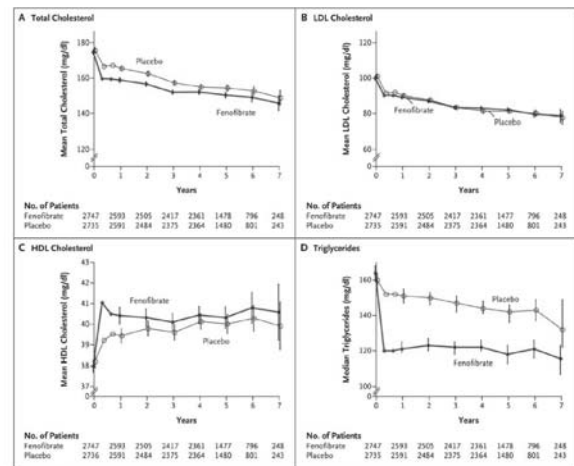 A Total Cholesterol
Mean Total Cholesterol (mg/dl)
180
160
140
120
0
Placebo
Fenofibrate
0 1 2 3 4 5 6 7
Years
No. of Patients
Fenofibrate 2747 2593 2505 2417 2361 1478 796 248
Placebo 2735 2591 2484 2375 2364 1480 801 243
B LDL Cholesterol
Mean LDL Cholesterol (mg/dl)
120
100
80
60
0
Fenofibrate
Placebo
0 1 2 3 4 5 6 7
Years
No. of Patients
Fenofibrate 2747 2593 2505 2417 2361 1477 796 248
Placebo 2735 2591 2484 2375 2364 1480 801 243
C HDL Cholesterol
Mean HDL Cholesterol (mg/dl)
43
42
41
40
39
38
37
0
Fenofibrate
Placebo
0 1 2 3 4 5 6 7
Years
No. of Patients
Fenofibrate 2747 2593 2505 2417 2361 1477 796 248
Placebo 2736 2591 2484 2375 2364 1480 801 243
D Triglycerides
Median Triglycerides (mg/dl)
160
140
120
100
0
Placebo
Fenofibrate
0 1 2 3 4 5 6 7
Years
No. of Patients
Fenofibrate 2747 2593 2505 2417 2361 1478 796 248
Placebo 2735 2591 2484 2375 2364 1480 801 243